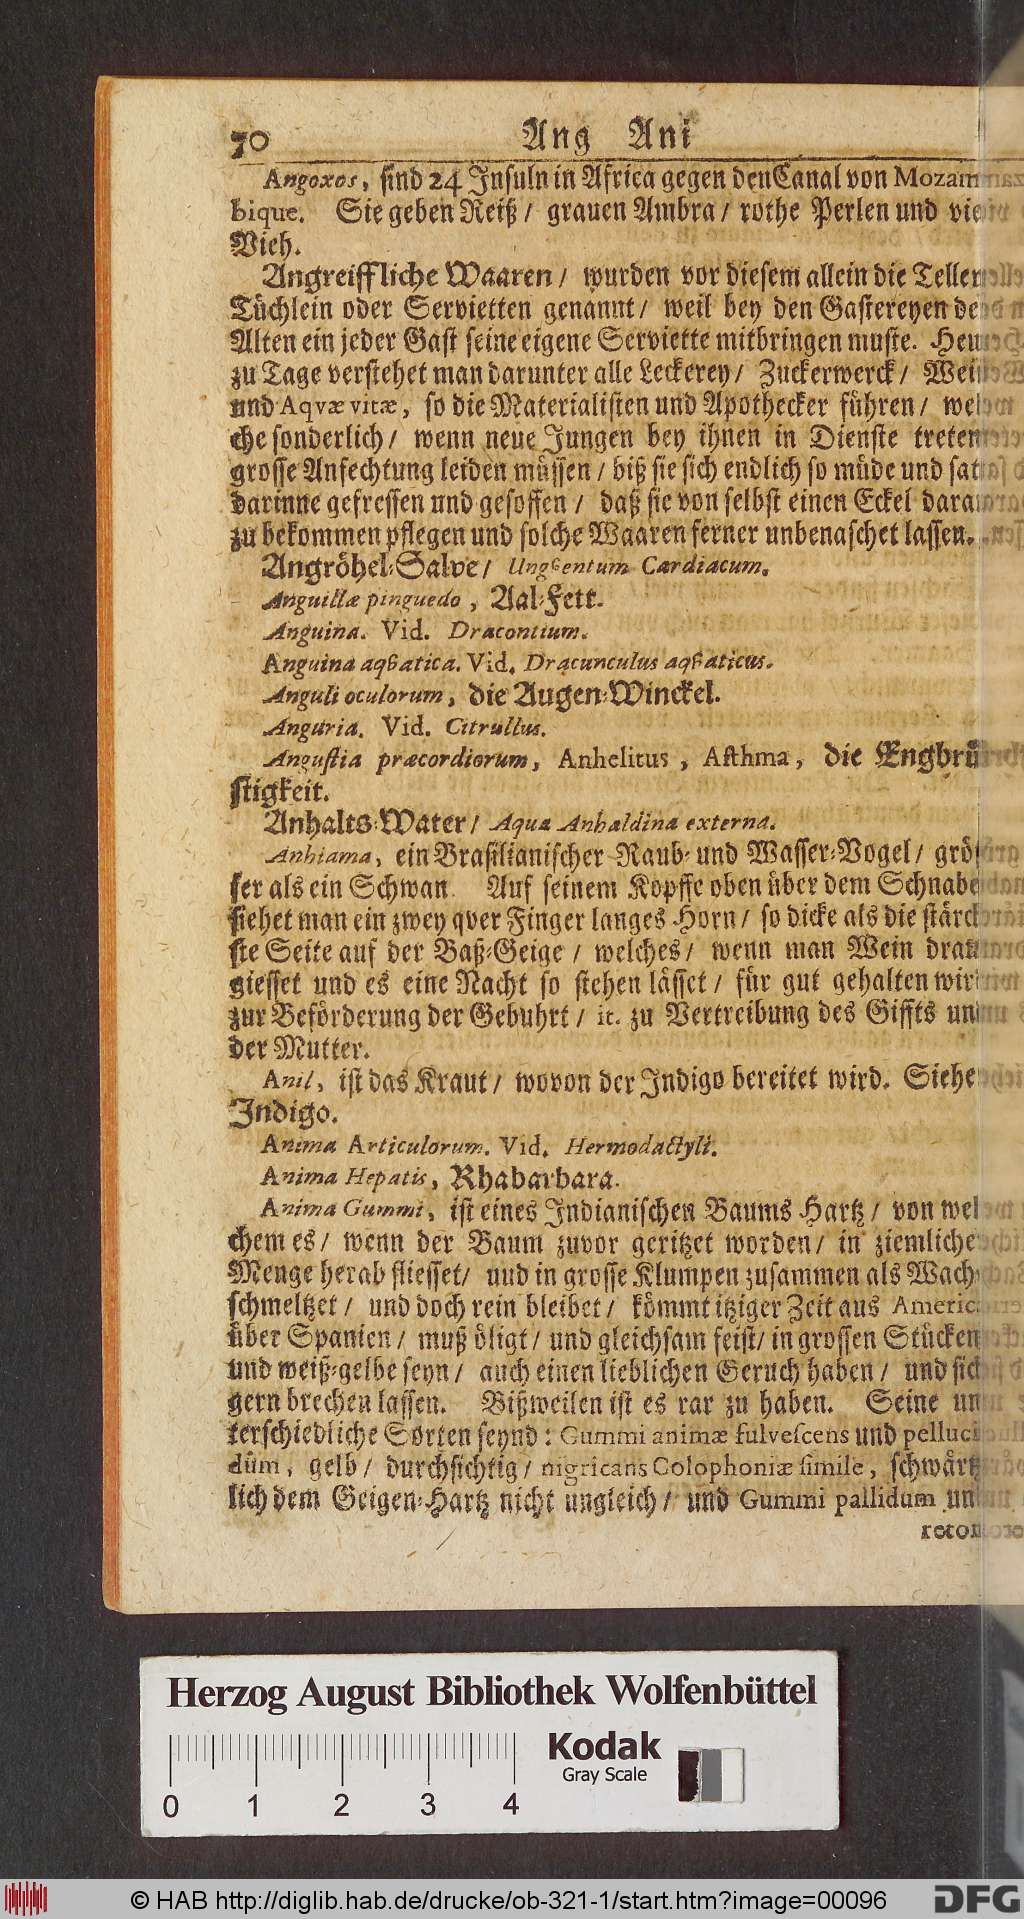 70 Ang Ani
Angoxos, sind 24 Insuln in Africa gegen den Canal von Mozam-
bique. Sie geben Reiß / grauen Ambra / rothe Perlen und viel
Vieh.
Angreiffliche Waaren / wurden vor diesem allein die Teller-
Tüchlein oder Servietten genannt / weil bey den Gastereyen der
Alten ein jeder Gast seine eigene Serviette mitbringen muste. Heut
zu Tage verstehet man darunter alle Leckerey / Zuckerwerck / Wein
und Aqvæ vitæ, so die Materialisten und Apothecker führen / wel-
che sonderlich / wenn neue Jungen bey ihnen in Dienste treten
grosse Anfechtung leiden müssen / biß sie sich endlich so müde und satt
darinne gefressen und gesoffen / daß sie von selbst einen Eckel daran
zu bekommen pflegen und solche Waaren ferner unbenaschet lassen.
Angröhel-Salve / Ungventum Cardiacum.
Anguillæ pinguedo, Aal-Fett.
Anguina. Vid. Dracontium.
Anguina aqvatica. Vid. Dracunculus aqvaticus.
Anguli oculorum, die Augen-Winckel.
Anguria. Vid. Citrullus.
Angustia præcordiorum, Anhelitus, Asthma, die Engbrü-
stigkeit.
Anhalts-Water / Aqua Anhaldina externa.
Anhiama, ein Brasilianischer Raub- und Wasser-Vogel / grös-
ser als ein Schwan. Auf seinem Kopffe oben über dem Schnabel
siehet man ein zwey qver Finger langes Horn / so dicke als die stärck-
ste Seite auf der Baß-Geige / welches / wenn man Wein drauf
giesset und es eine Nacht so stehen lässet / für gut gehalten wird
zur Beförderung der Gebuhrt / it. zu Vertreibung des Giffts und
der Mutter.
Anil, ist das Kraut / wovon der Indigo bereitet wird. Siehe
Indigo.
Anima Articulorum. Vid. Hermodactyli.
Anima Hepatis, Rhabarbara.
Anima Gummi, ist eines Indianischen Baums Hartz / von wel-
chem es / wenn der Baum zuvor geritzet worden / in ziemlicher
Menge herab fliesset / und in grosse Klumpen zusammen als Wachs
schmeltzet / und doch rein bleibet / kömmt itziger Zeit aus America
über Spanien / muß öligt / und gleichsam feist / in grossen Stücken
und weiß-gelbe seyn / auch einen lieblichen Geruch haben / und sich
gern brechen lassen. Bißweilen ist es rar zu haben. Seine un-
terschiedliche Sorten seynd: Gummi animæ fulvescens und pelluci-
dum, gelb / durchsichtig / nigricans Colophoniæ simile, schwärtz-
lich dem Geigen-Hartz nicht ungleich / und Gummi pallidum und
Herzog August Bibliothek Wolfenbüttel
Kodak
Gray Scale
0 1 2 3 4
© HAB http://diglib.hab.de/drucke/ob-321-1/start.htm?image=00096
DFG